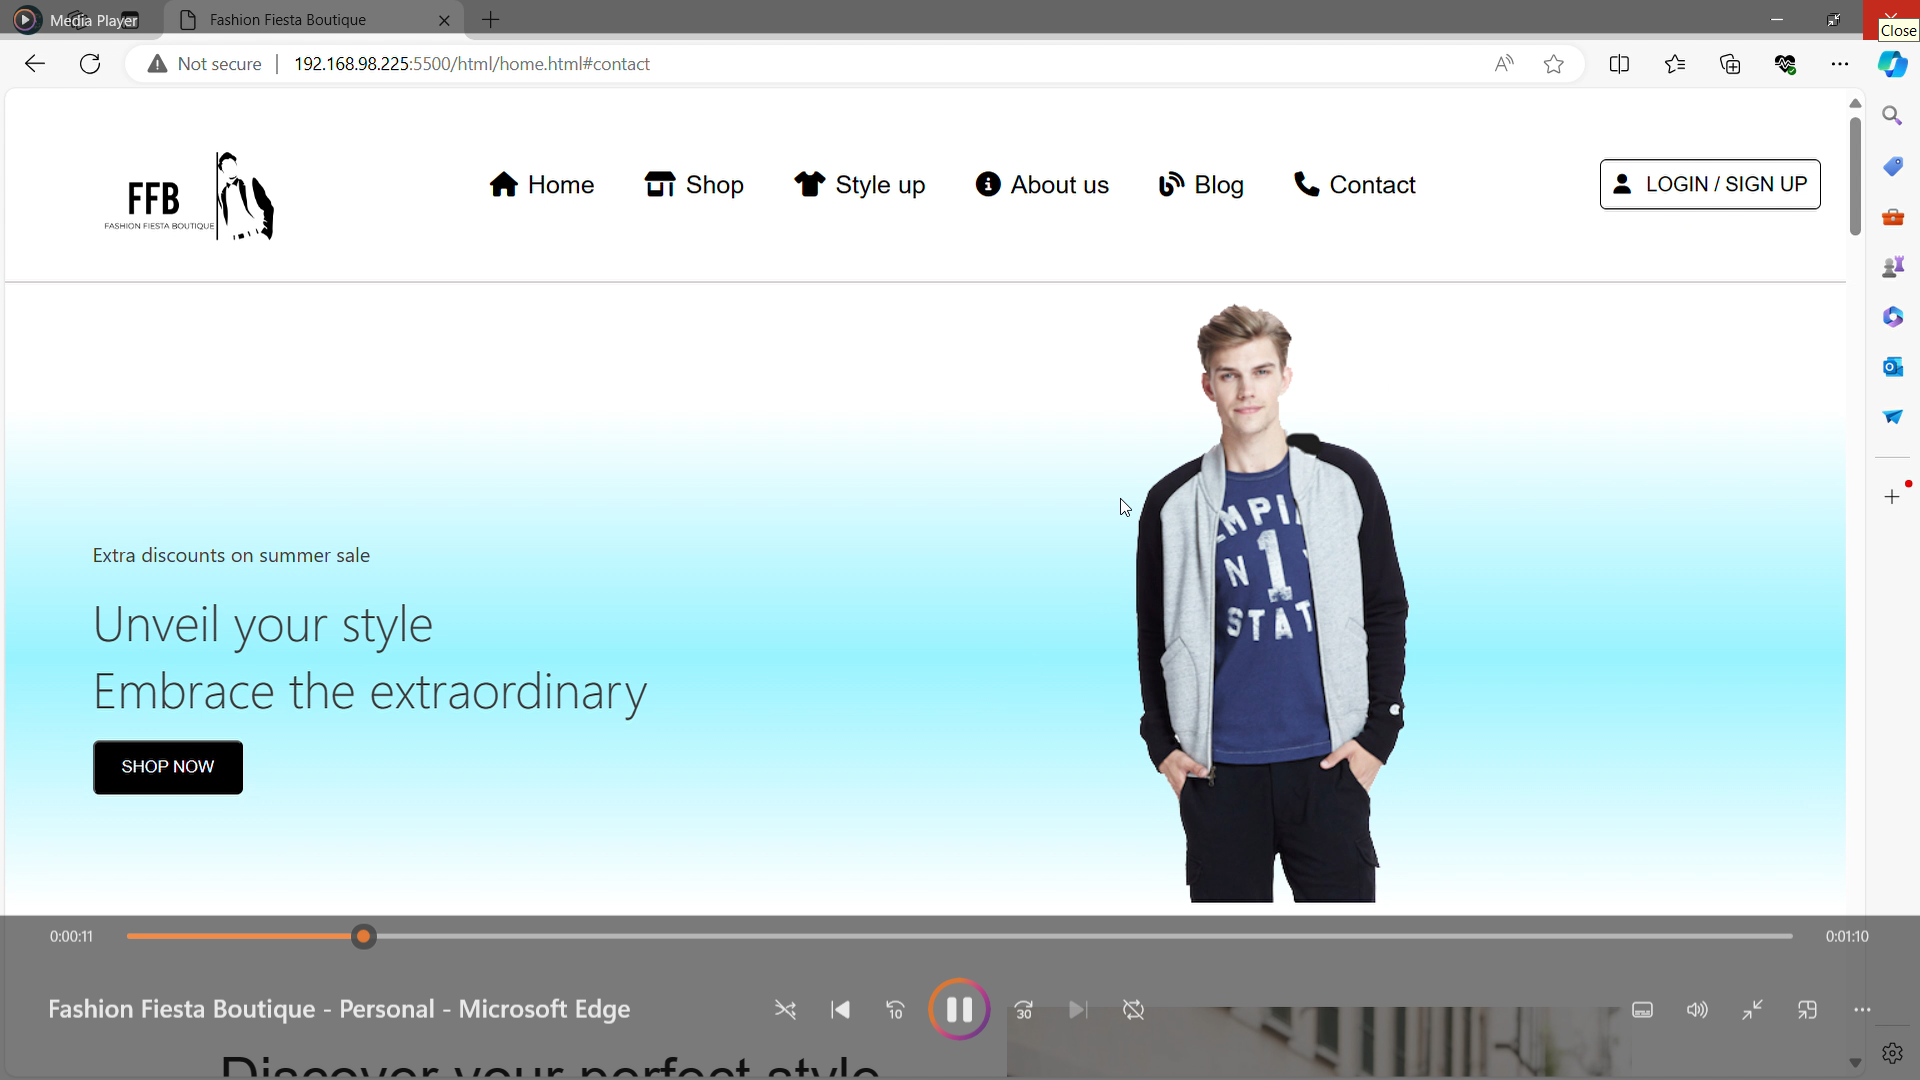 Media Player
Fashion Fiesta Boutique
Close
Not secure
192.168.98.225:5500/html/home.html#contact
FFB
FASHION FIESTA BOUTIQUE
Home
Shop
Style up
About us
Blog
Contact
LOGIN / SIGN UP
MPI
N 1
STAT
Extra discounts on summer sale
Unveil your style
Embrace the extraordinary
SHOP NOW
0:00:11
0:01:10
Fashion Fiesta Boutique - Personal - Microsoft Edge
10
30
Discover your perfect style